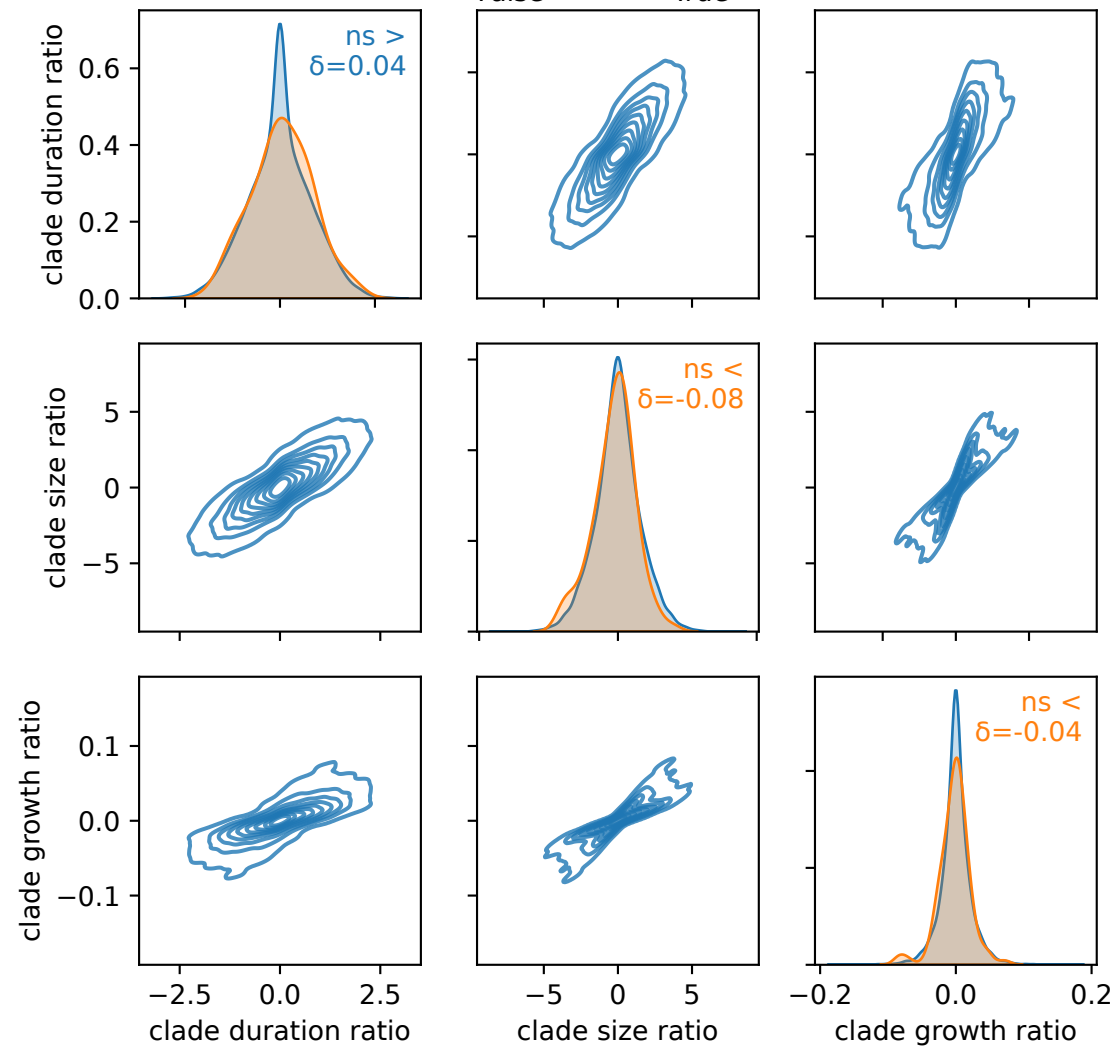 clade duration ratio
0.6
0.4
0.2
0.0
ns >
δ=0.04
clade size ratio
5
0
−5
ns <
δ=-0.08
clade growth ratio
0.1
0.0
−0.1
ns <
δ=-0.04
−2.5 0.0 2.5
−5 0 5
−0.2 0.0 0.2
clade duration ratio
clade size ratio
clade growth ratio